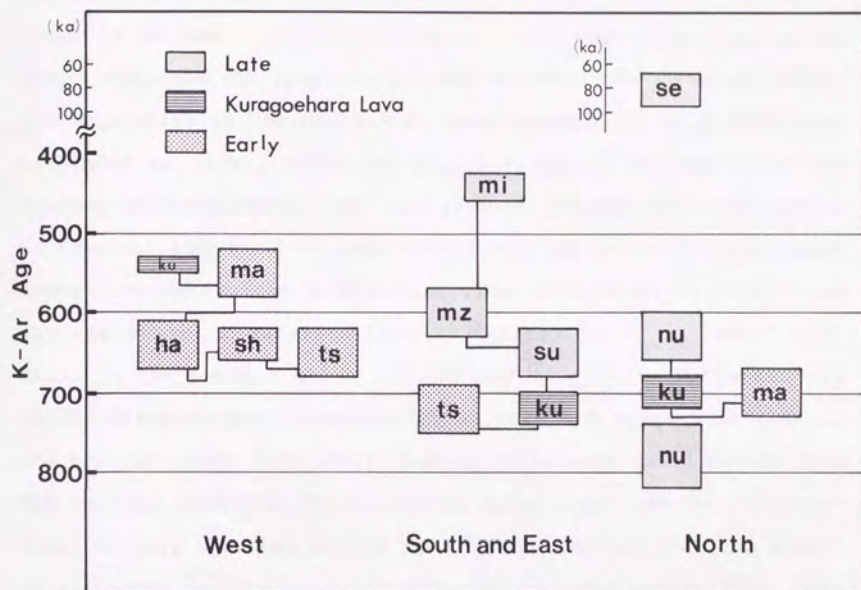 (ka)
60
80
100
400
500
600
700
800
K-Ar Age
Late
Kuragoehara Lava
Early
(ka)
60
80
100
se
mi
ku
ma
mz
ha
sh
ts
su
nu
ts
ku
ku
ma
nu
West
South and East
North